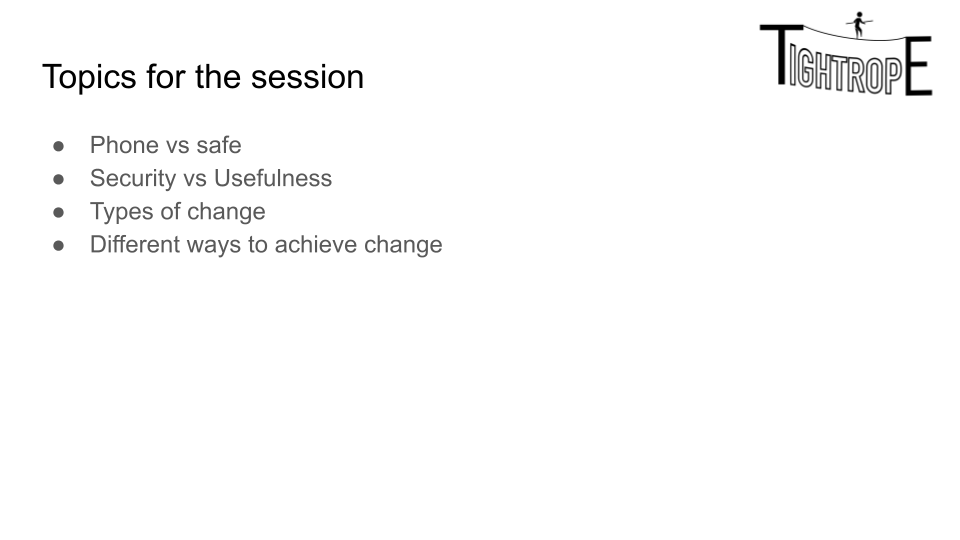 TIGHTROPE
Topics for the session
● Phone vs safe
● Security vs Usefulness
● Types of change
● Different ways to achieve change